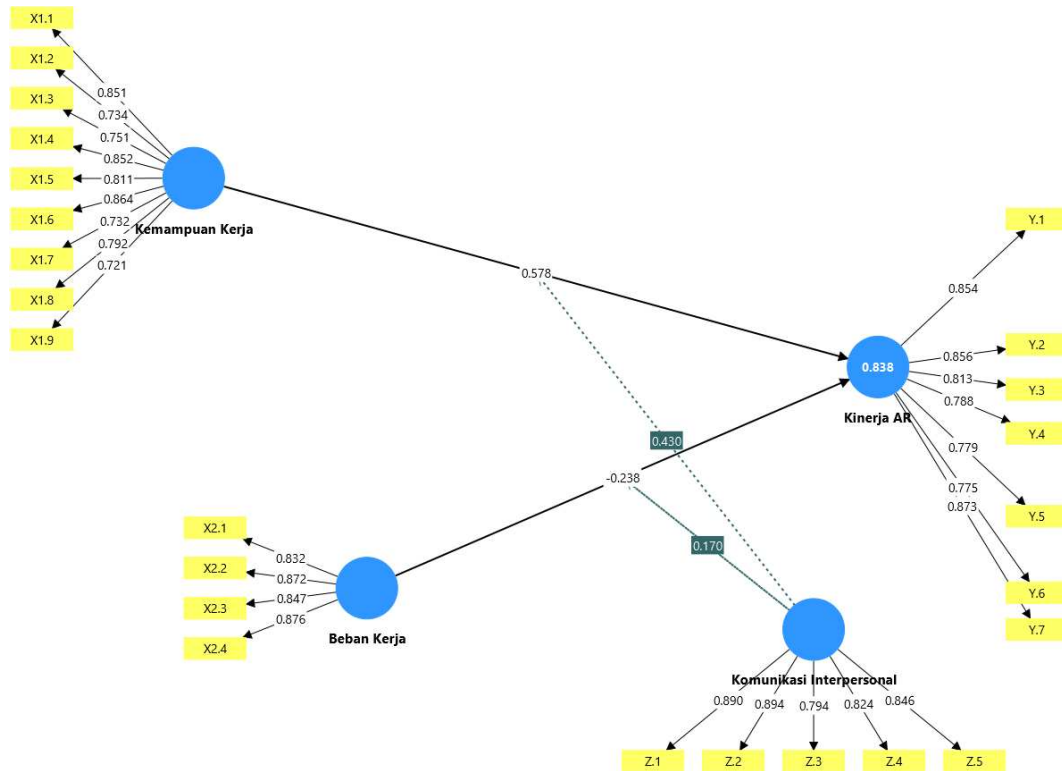 X1.1
X1.2
X1.3
X1.4
X1.5
X1.6
X1.7
X1.8
X1.9
0.851
0.734
0.751
0.852
0.811
0.864
0.732
0.792
0.721
Kemampuan Kerja
0.578
0.430
-0.238
0.170
X2.1
X2.2
X2.3
X2.4
0.832
0.872
0.847
0.876
Beban Kerja
0.838
Kinerja AR
0.854
0.856
0.813
0.788
0.779
0.775
0.873
Y.1
Y.2
Y.3
Y.4
Y.5
Y.6
Y.7
Komunikasi Interpersonal
0.890
0.894
0.794
0.824
0.846
Z.1
Z.2
Z.3
Z.4
Z.5